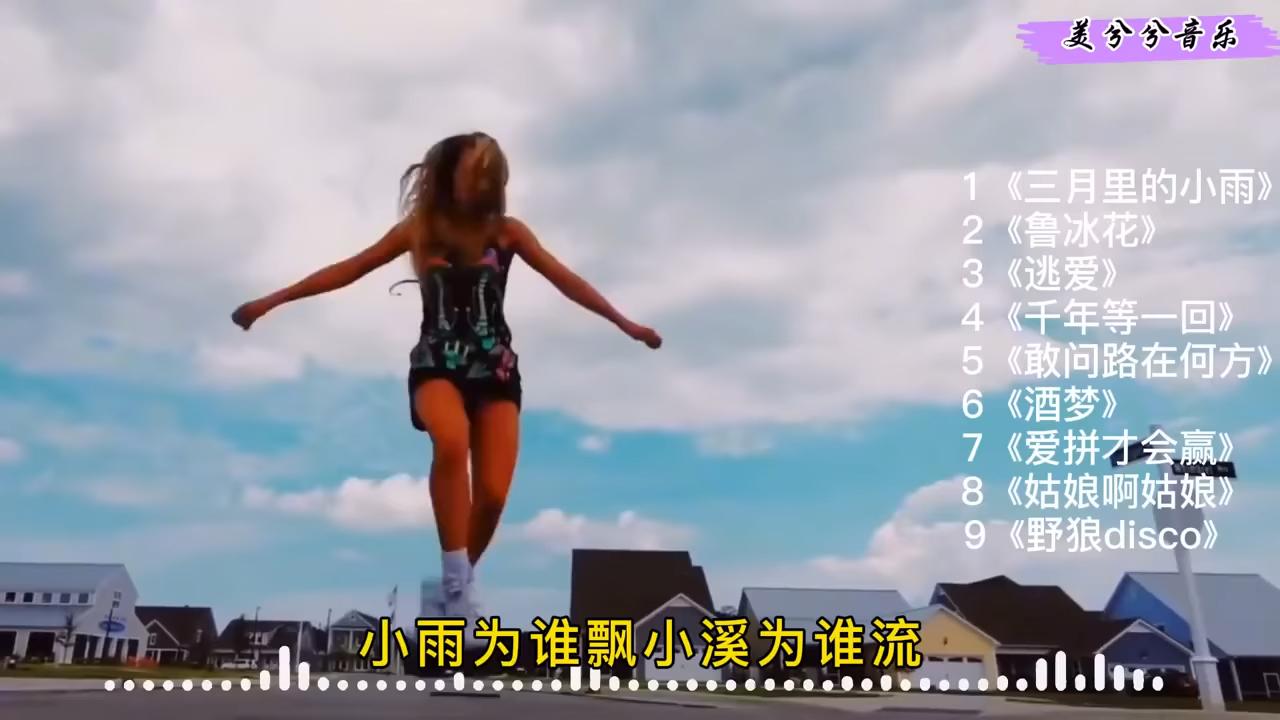 美兮兮音乐
1《三月里的小雨》
2《鲁冰花》
3《逃爱》
4《千年等一回》
5《敢问路在何方》
6《酒梦》
7《爱拼才会赢》
8《姑娘啊姑娘》
9《野狼disco》
小雨为谁飘小溪为谁流